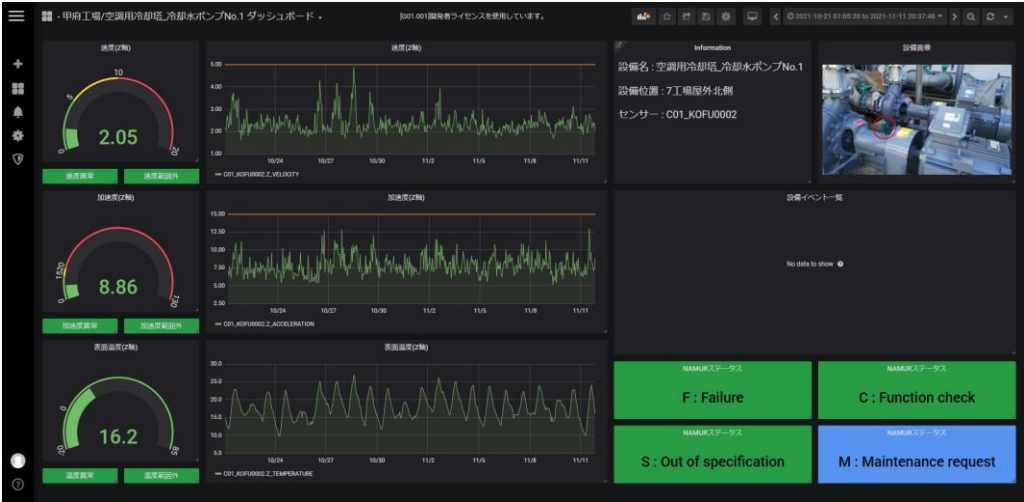 - 甲府工場/空調用冷却塔_冷却水ポンプNo.1 ダッシュボード
[001.001]開発者ライセンスを使用しています。
2021-10-21 01:05:20 to 2021-11-11 20:37:48
速度(Z軸)
0
5
10
20
2.05
速度異常
速度範囲外
速度(Z軸)
5.00
4.00
3.00
2.00
1.00
10/24
10/27
10/30
11/2
11/5
11/8
11/11
C01_KOFU0002.Z_VELOCITY
Information
設備名 : 空調用冷却塔_冷却水ポンプNo.1
設備位置 : 7工場屋外北側
センサー : C01_KOFU0002
設備画像
加速度(Z軸)
0
1520
130
8.86
加速度異常
加速度範囲外
加速度(Z軸)
15.00
12.50
10.00
7.50
5.00
2.50
10/24
10/27
10/30
11/2
11/5
11/8
11/11
C01_KOFU0002.Z_ACCELERATION
設備イベント一覧
No data to show
表面温度(Z軸)
0
85
16.2
温度異常
温度範囲外
表面温度(Z軸)
30.0
25.0
20.0
15.0
10.0
5.0
10/24
10/27
10/30
11/2
11/5
11/8
11/11
C01_KOFU0002.Z_TEMPERATURE
NAMURステータス
F : Failure
NAMURステータス
C : Function check
NAMURステータス
S : Out of specification
NAMURステータス
M : Maintenance request